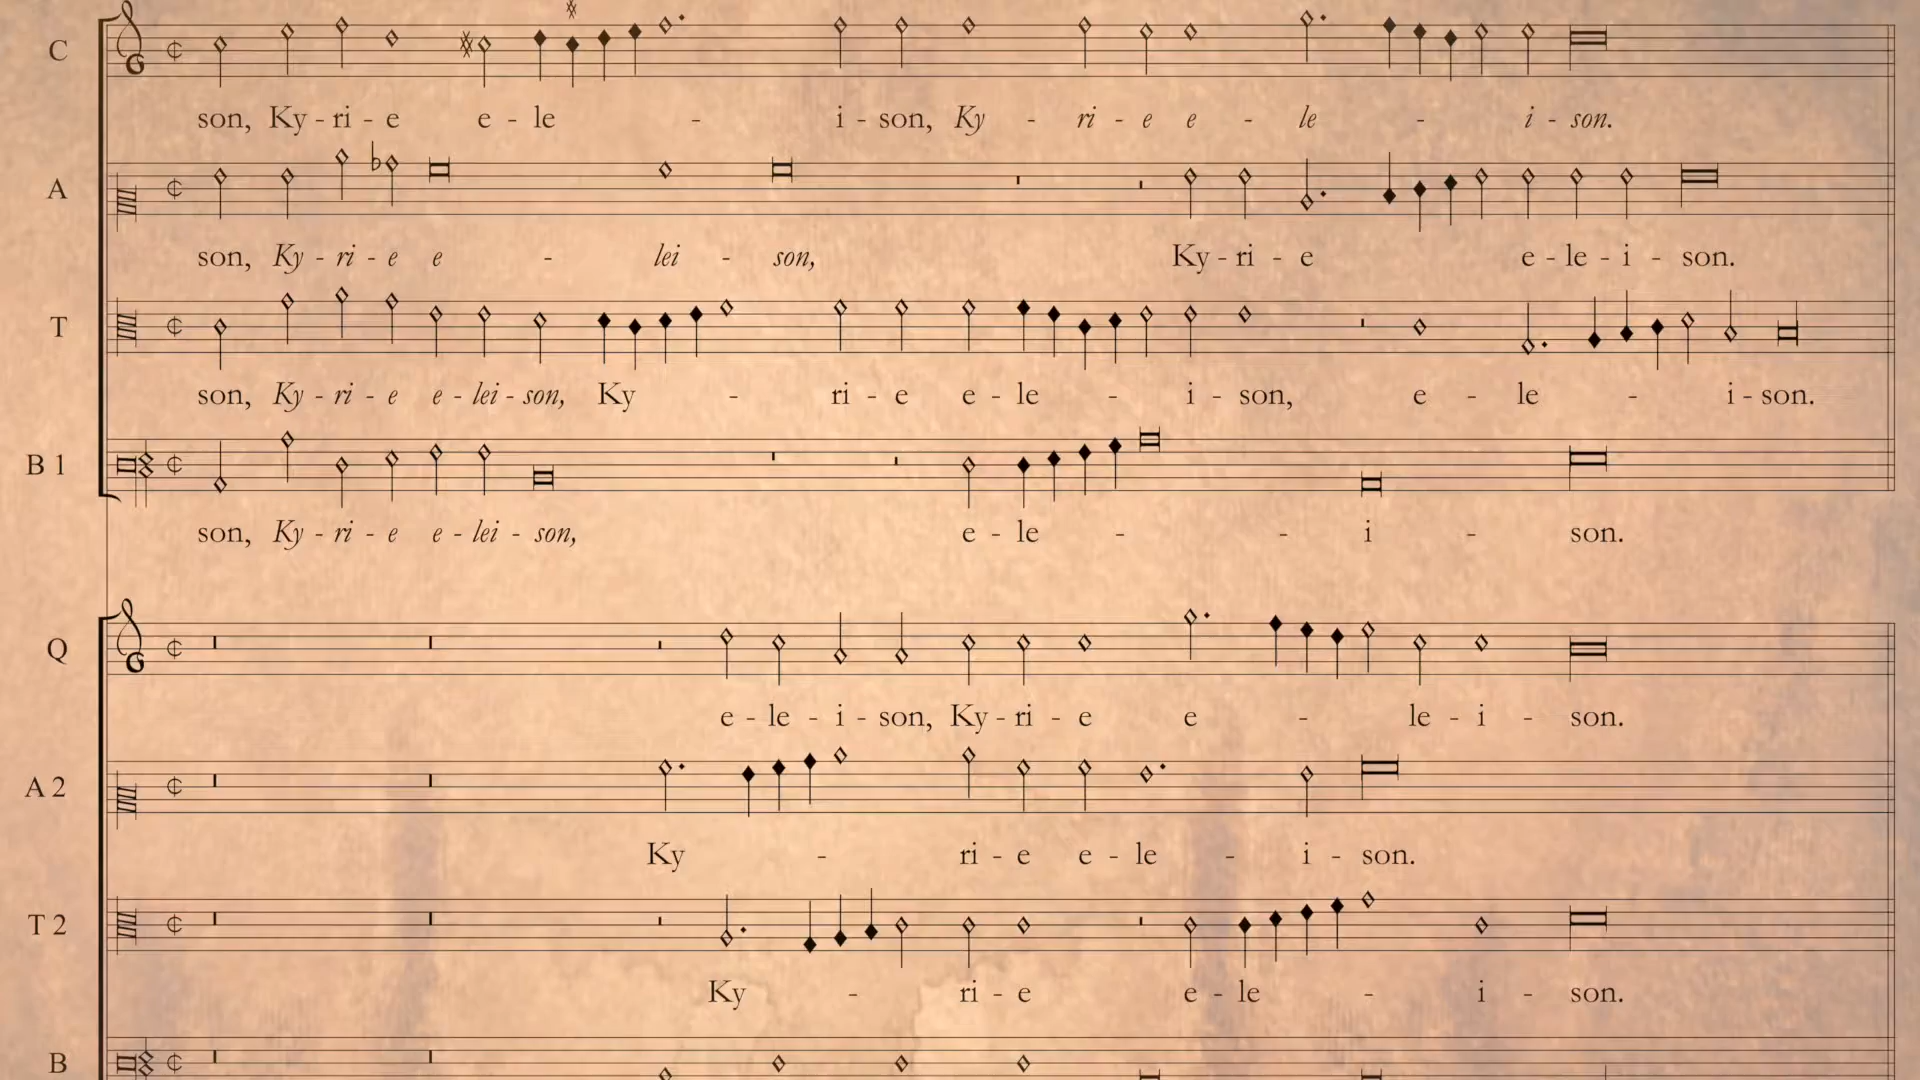 C
son, Ky - ri - e e - le - i - son, Ky - ri - e e - le - i - son.
A
son, Ky - ri - e e - lei - son, Ky - ri - e e - le - i - son.
T
son, Ky - ri - e e - lei - son, Ky - ri - e e - le - i - son, e - le - i - son.
B 1
son, Ky - ri - e e - lei - son, e - le - - i - son.
Q
e - le - i - son, Ky - ri - e e - le - i - son.
A 2
Ky - ri - e e - le - i - son.
T 2
Ky - ri - e e - le - i - son.
B